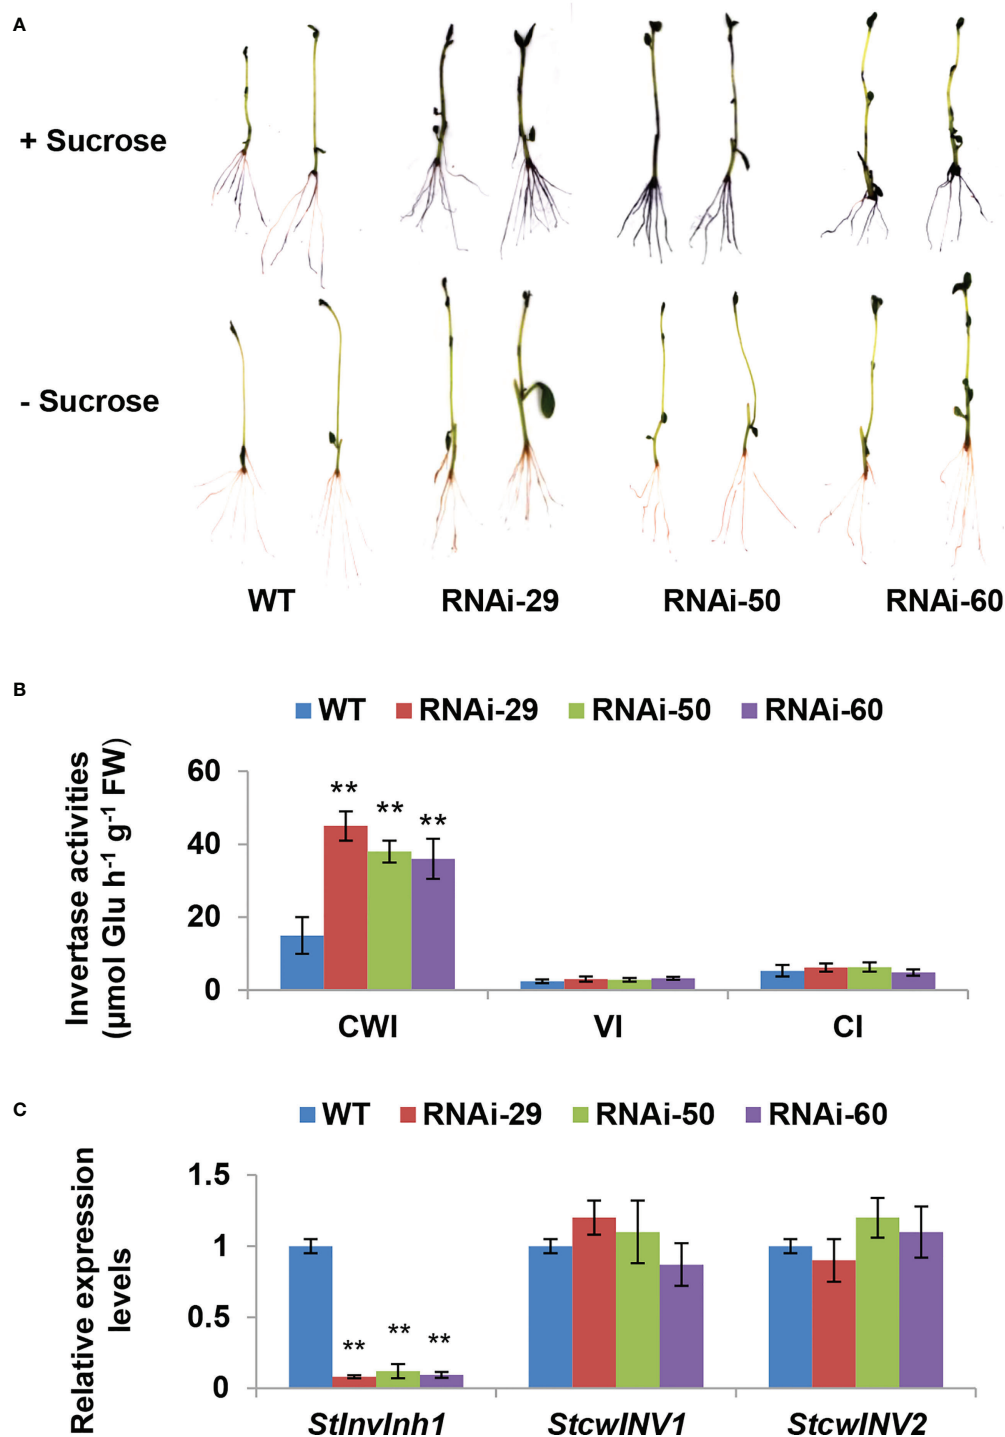 A
+ Sucrose
- Sucrose
WT RNAi-29 RNAi-50 RNAi-60
B
WT RNAi-29 RNAi-50 RNAi-60
Invertase activities
(µmol Glu h⁻¹ g⁻¹ FW)
60
40
20
0
** ** **
CWI VI CI
C
WT RNAi-29 RNAi-50 RNAi-60
Relative expression
levels
1.5
1
0.5
0
** ** **
StInvInh1 StcwINV1 StcwINV2